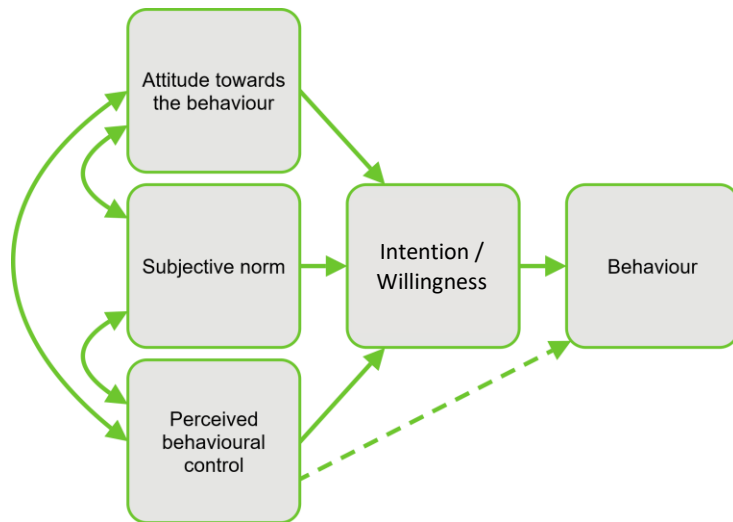 Attitude towards
the behaviour
Subjective norm
Intention /
Willingness
Behaviour
Perceived
behavioural
control